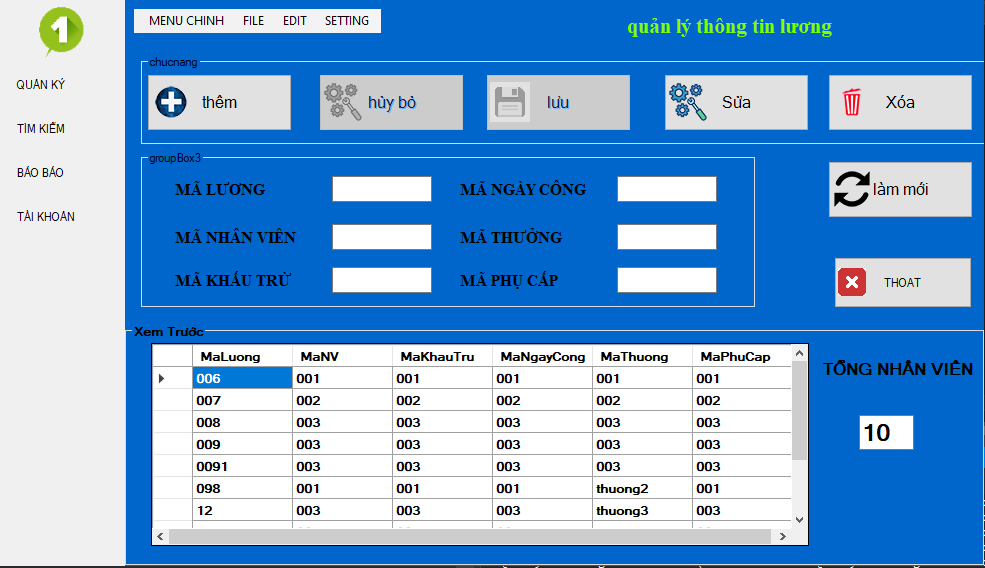 1
MENU CHINH FILE EDIT SETTING
quản lý thông tin lương
QUẢN KÝ
TÌM KIẾM
BÁO BÁO
TÀI KHOẢN
chucnang
thêm
hủy bỏ
lưu
Sửa
Xóa
groupBox3
MÃ LƯƠNG
MÃ NGÀY CÔNG
MÃ NHÂN VIÊN
MÃ THƯỞNG
MÃ KHẤU TRỪ
MÃ PHỤ CẤP
làm mới
THOAT
Xem Trước
MaLuong MaNV MaKhauTru MaNgayCong MaThuong MaPhuCap
006 001 001 001 001 001
007 002 002 002 002 002
008 003 003 003 003 003
009 003 003 003 003 003
0091 003 003 003 003 003
098 001 001 001 thuong2 001
12 003 003 003 thuong3 003
TỔNG NHÂN VIÊN
10